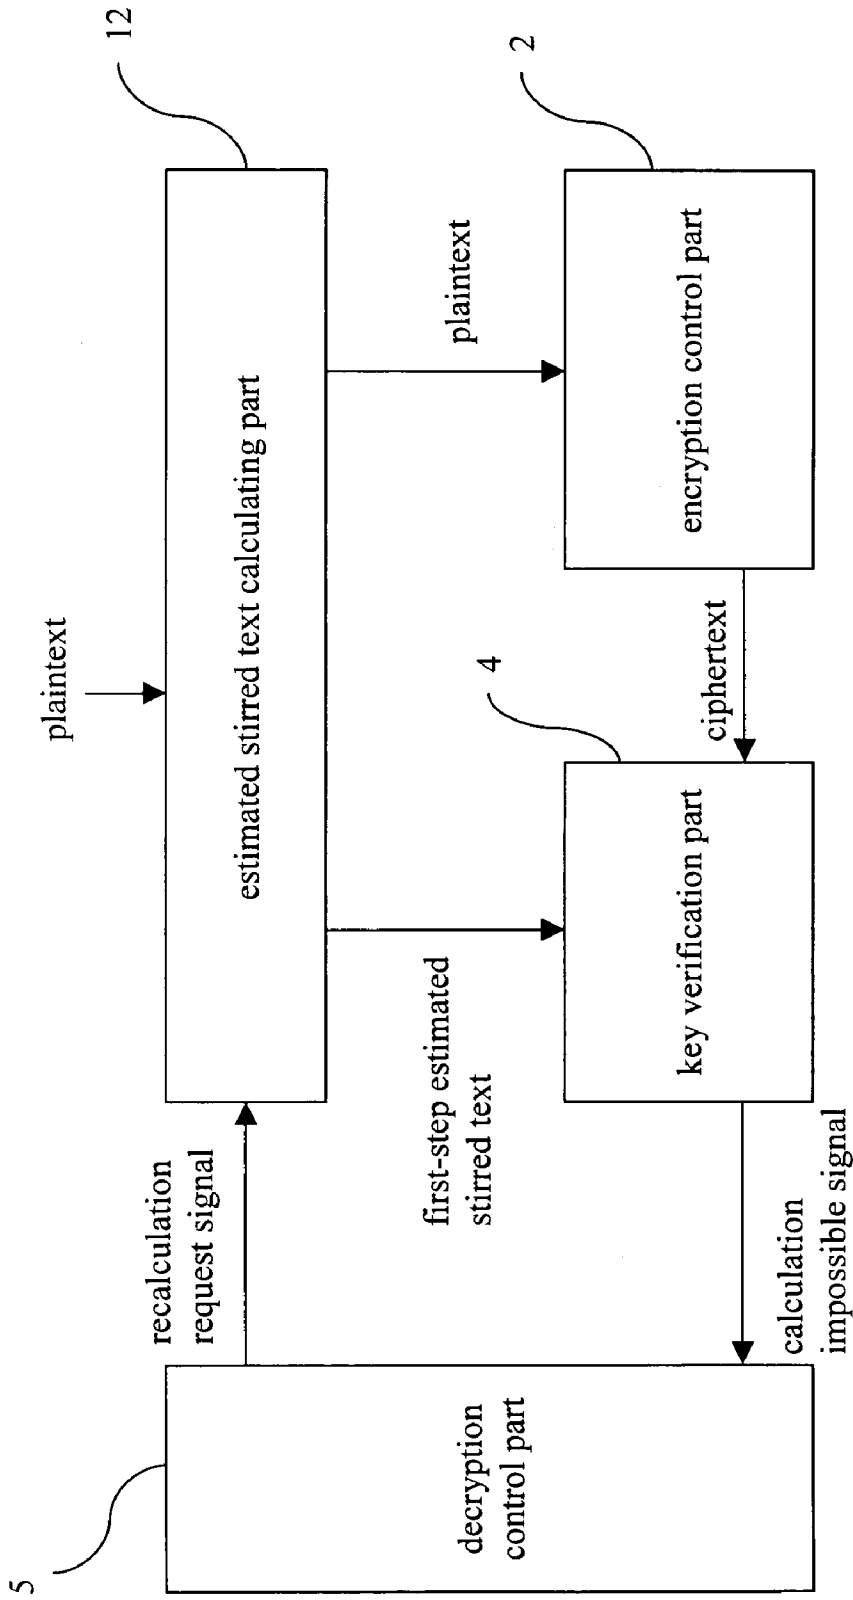 plaintext
12
estimated stirred text calculating part
recalculation
request signal
5
decryption
control part
first-step estimated
stirred text
plaintext
2
encryption control part
ciphertext
4
key verification part
calculation
impossible signal